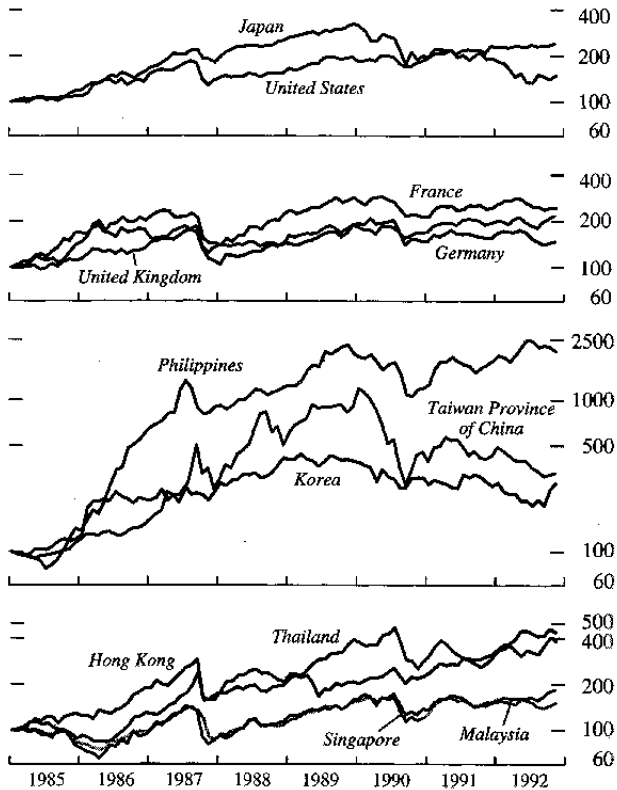 400
Japan
200
United States
100
60
400
France
200
Germany
United Kingdom
100
60
2500
Philippines
1000
Taiwan Province
of China
500
Korea
100
60
500
Thailand
400
Hong Kong
200
Singapore
Malaysia
100
60
1985 1986 1987 1988 1989 1990 1991 1992